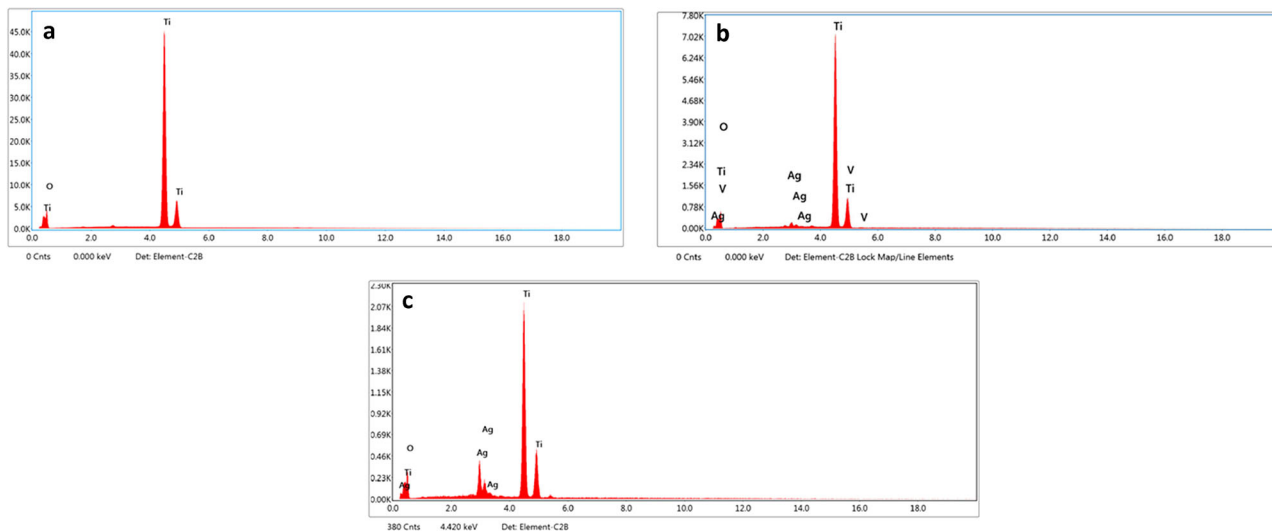 a
Ti
45.0K
40.0K
35.0K
30.0K
25.0K
20.0K
15.0K
10.0K
5.0K
0.0K
O
Ti
Ti
0.0 2.0 4.0 6.0 8.0 10.0 12.0 14.0 16.0 18.0
0 Cnts 0.000 keV Det: Element-C2B
b
Ti
7.80K
7.02K
6.24K
5.46K
4.68K
3.90K
3.12K
2.34K
1.56K
0.78K
0.00K
O
Ti
V
Ag
Ag
Ag
Ag
V
Ti
V
0.0 2.0 4.0 6.0 8.0 10.0 12.0 14.0 16.0 18.0
0 Cnts 0.000 keV Det: Element-C2B Lock Map/Line Elements
c
Ti
2.30K
2.07K
1.84K
1.61K
1.38K
1.15K
0.92K
0.69K
0.46K
0.23K
0.00K
O
Ti
Ag
Ag
Ag
Ag
Ti
0.0 2.0 4.0 6.0 8.0 10.0 12.0 14.0 16.0 18.0
380 Cnts 4.420 keV Det: Element-C2B